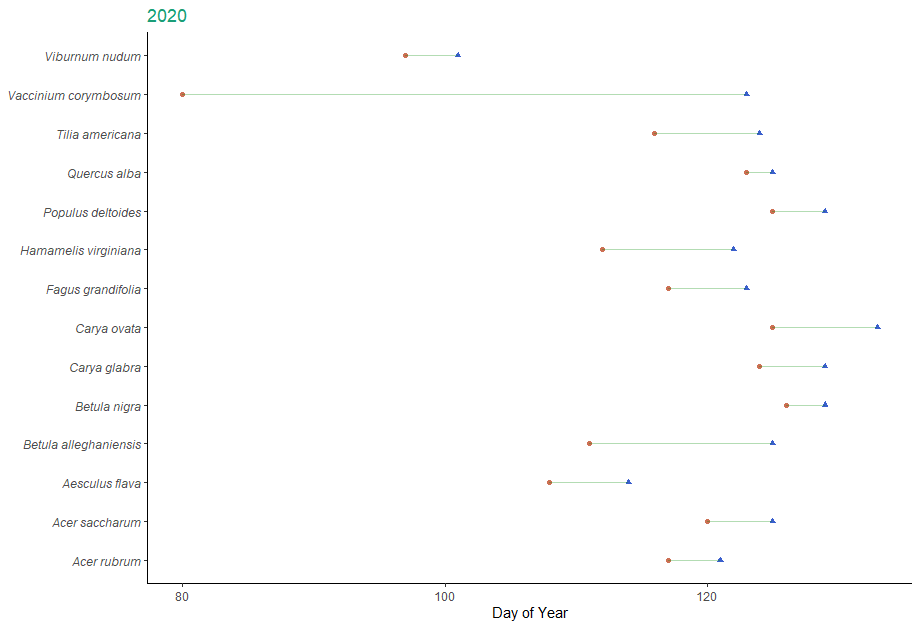 2020
Viburnum nudum
Vaccinium corymbosum
Tilia americana
Quercus alba
Populus deltoides
Hamamelis virginiana
Fagus grandifolia
Carya ovata
Carya glabra
Betula nigra
Betula alleghaniensis
Aesculus flava
Acer saccharum
Acer rubrum
80 100 120
Day of Year